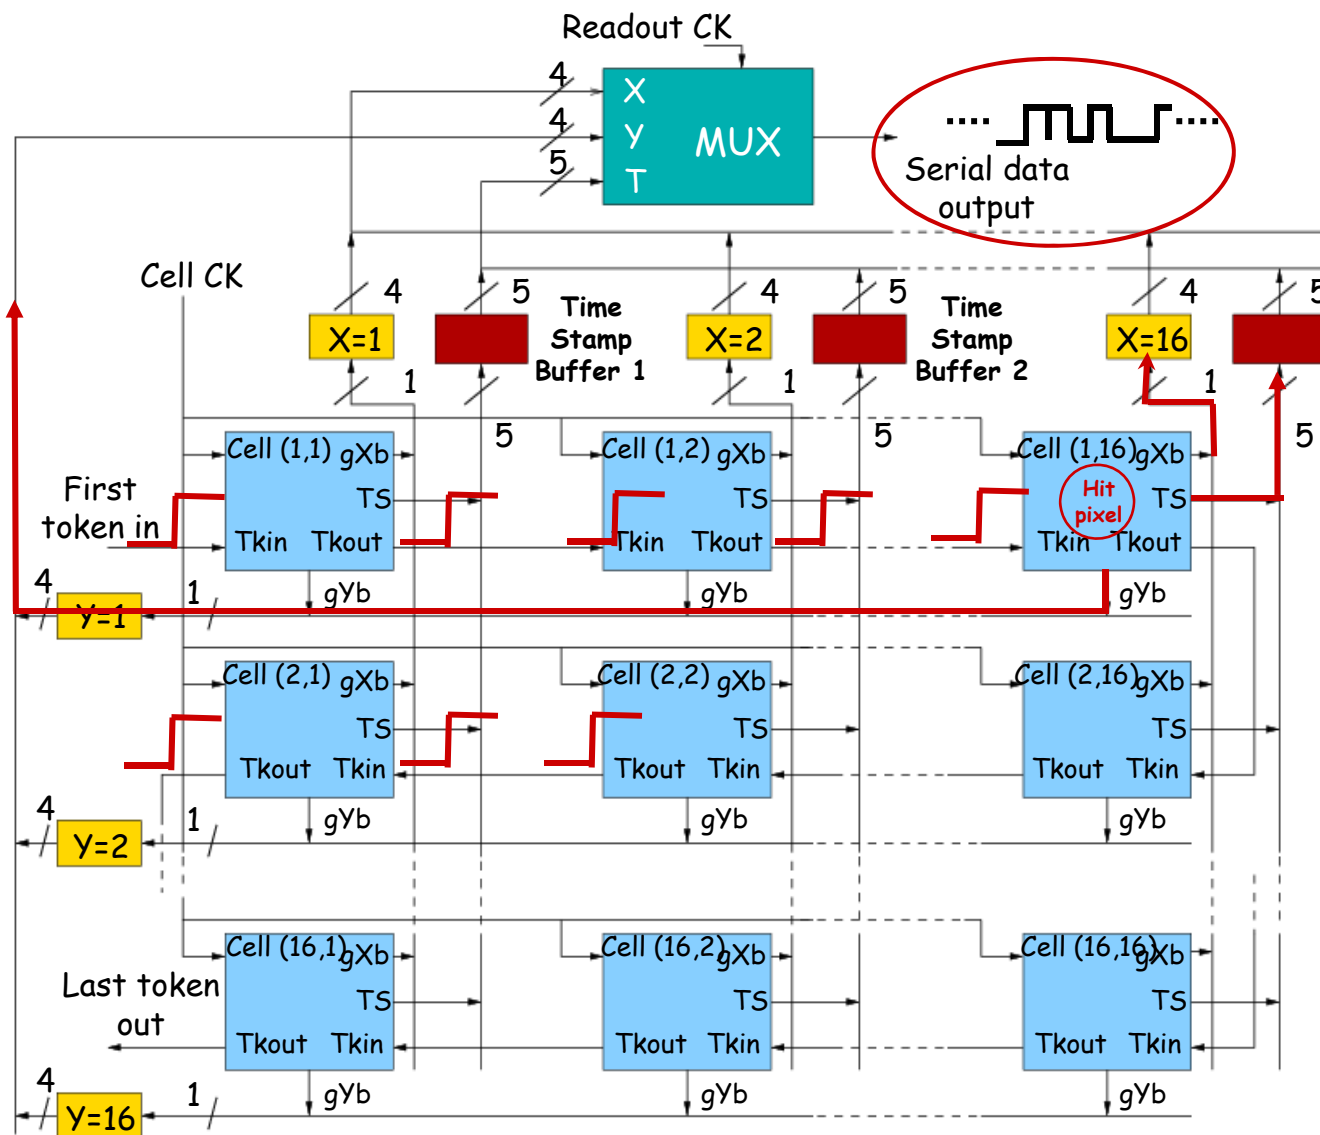 Readout CK
4
X
4
y
MUX
5
T
Serial data
output
Cell CK
4
5
Time
Stamp
Buffer 1
4
5
Time
Stamp
Buffer 2
4
5
X=1
X=2
X=16
1
5
1
5
1
5
Cell (1,1)
gXb
TS
Tkin
Tkout
gYb
Cell (1,2)
gXb
TS
Tkin
Tkout
gYb
Cell (1,16)
gXb
Hit
pixel
TS
Tkin
Tkout
gYb
First
token in
4
Y=1
1
Cell (2,1)
gXb
TS
Tkout
Tkin
gYb
Cell (2,2)
gXb
TS
Tkout
Tkin
gYb
Cell (2,16)
gXb
TS
Tkout
Tkin
gYb
4
Y=2
1
Cell (16,1)
gXb
TS
Tkout
Tkin
gYb
Cell (16,2)
gXb
TS
Tkout
Tkin
gYb
Cell (16,16)
gXb
TS
Tkout
Tkin
gYb
Last token
out
4
Y=16
1